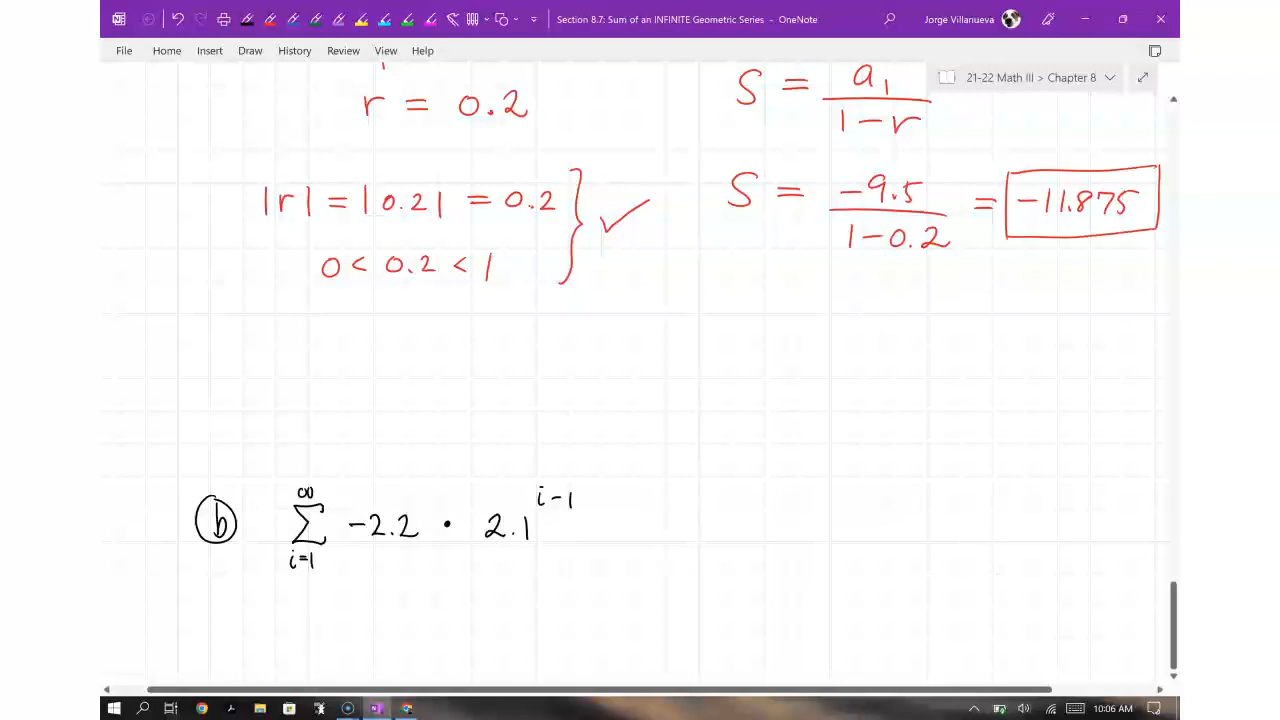 Section 8.7: Sum of an INFINITE Geometric Series - OneNote
Jorge Villanueva
File Home Insert Draw History Review View Help
21-22 Math III > Chapter 8
r = 0.2
S = a₁ / (1 - r)
|r| = |0.2| = 0.2
0 < 0.2 < 1
S = -9.5 / (1 - 0.2) = -11.875
b ∑_{i=1}^{∞} -2.2 · 2.1^{i-1}
10:06 AM